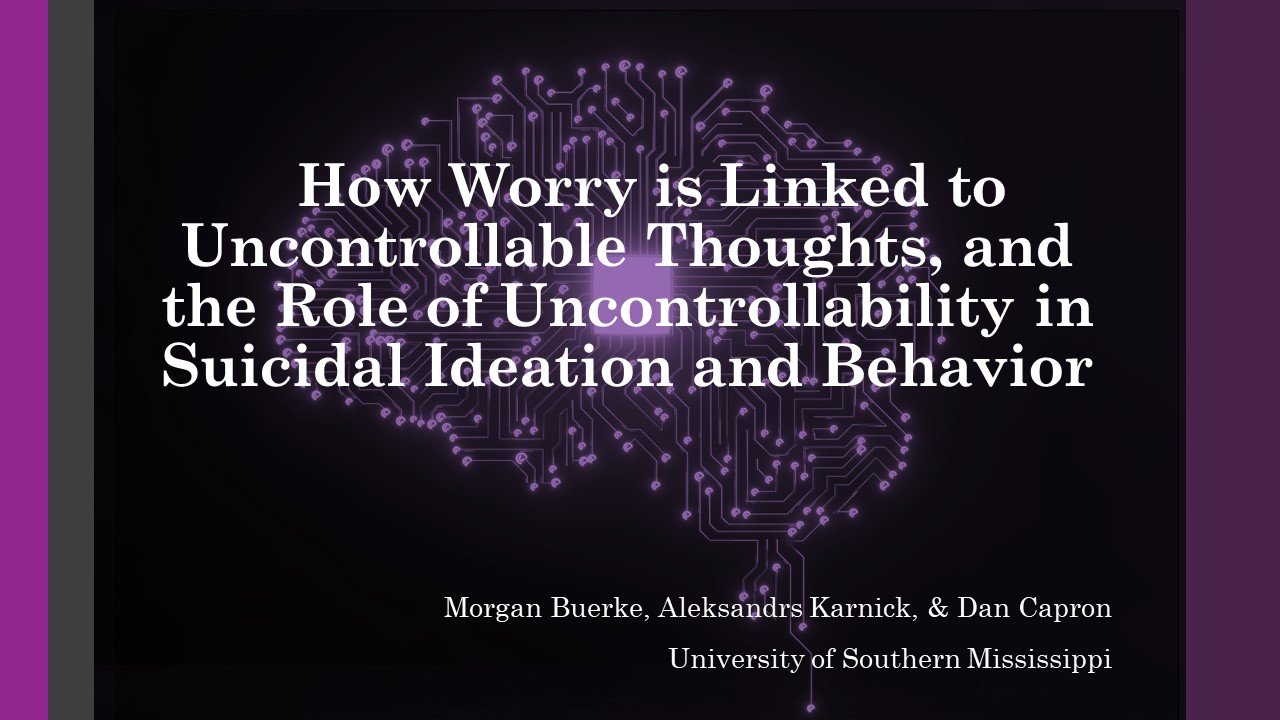 How Worry is Linked to
Uncontrollable Thoughts, and
the Role of Uncontrollability in
Suicidal Ideation and Behavior
Morgan Buerke, Aleksandrs Karnick, & Dan Capron
University of Southern Mississippi